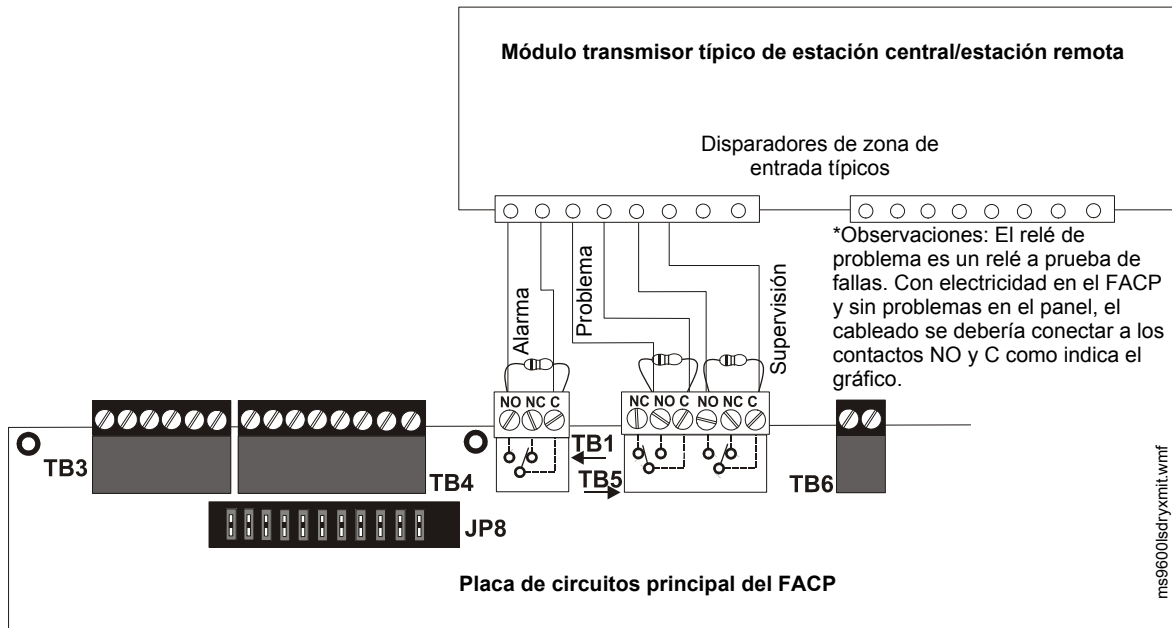 Módulo transmisor típico de estación central/estación remota
Disparadores de zona de
entrada típicos
*Observaciones: El relé de
problema es un relé a prueba de
fallas. Con electricidad en el FACP
y sin problemas en el panel, el
cableado se debería conectar a los
contactos NO y C como indica el
gráfico.
Alarma
Problema
Supervisión
NO NC C
NC NO C NO NC C
TB3
TB4
TB1
TB5
TB6
JP8
Placa de circuitos principal del FACP
ms9600lsdryxmit.wmf